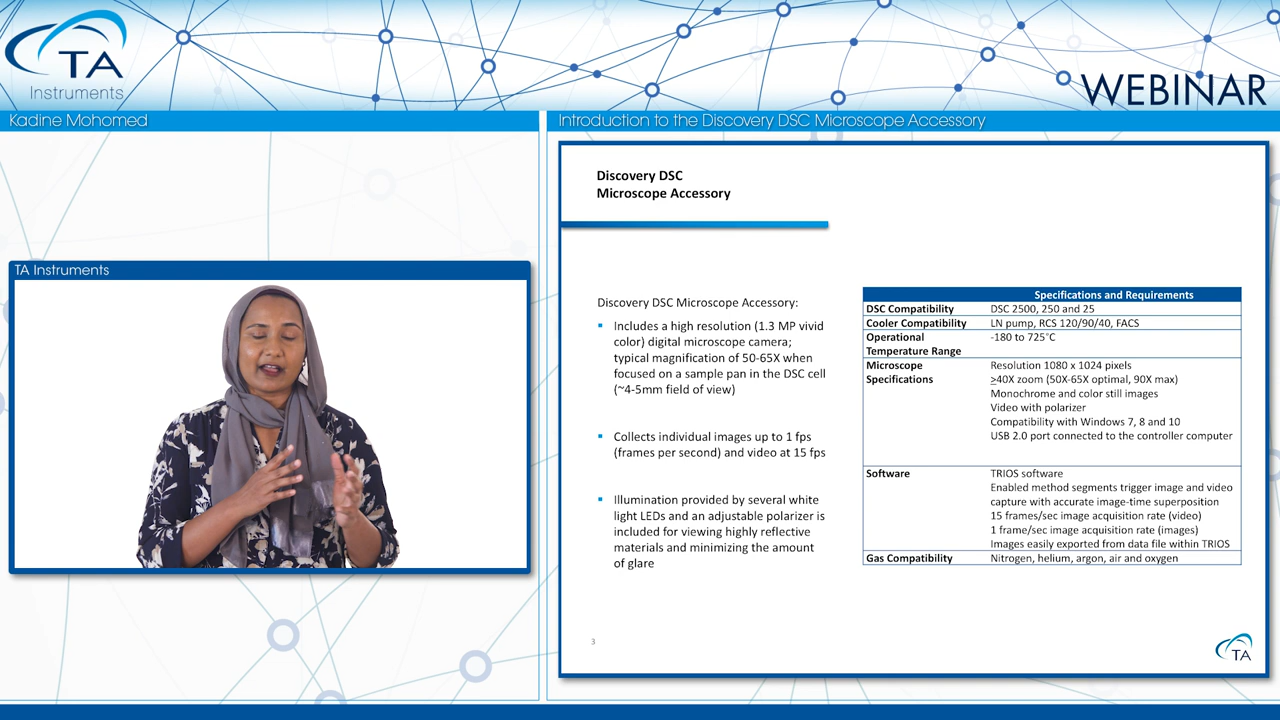 TA
Instruments
WEBINAR
Kadine Mohomed
Introduction to the Discovery DSC Microscope Accessory
TA Instruments
Discovery DSC
Microscope Accessory
Discovery DSC Microscope Accessory:
▪ Includes a high resolution (1.3 MP vivid
color) digital microscope camera;
typical magnification of 50-65X when
focused on a sample pan in the DSC cell
(~4-5mm field of view)
▪ Collects individual images up to 1 fps
(frames per second) and video at 15 fps
▪ Illumination provided by several white
light LEDs and an adjustable polarizer is
included for viewing highly reflective
materials and minimizing the amount
of glare
Specifications and Requirements
DSC Compatibility DSC 2500, 250 and 25
Cooler Compatibility LN pump, RCS 120/90/40, FACS
Operational -180 to 725°C
Temperature Range
Microscope Resolution 1080 x 1024 pixels
Specifications ≥40X zoom (50X-65X optimal, 90X max)
Monochrome and color still images
Video with polarizer
Compatibility with Windows 7, 8 and 10
USB 2.0 port connected to the controller computer
Software TRIOS software
Enabled method segments trigger image and video
capture with accurate image-time superposition
15 frames/sec image acquisition rate (video)
1 frame/sec image acquisition rate (images)
Images easily exported from data file within TRIOS
Gas Compatibility Nitrogen, helium, argon, air and oxygen
3
TA